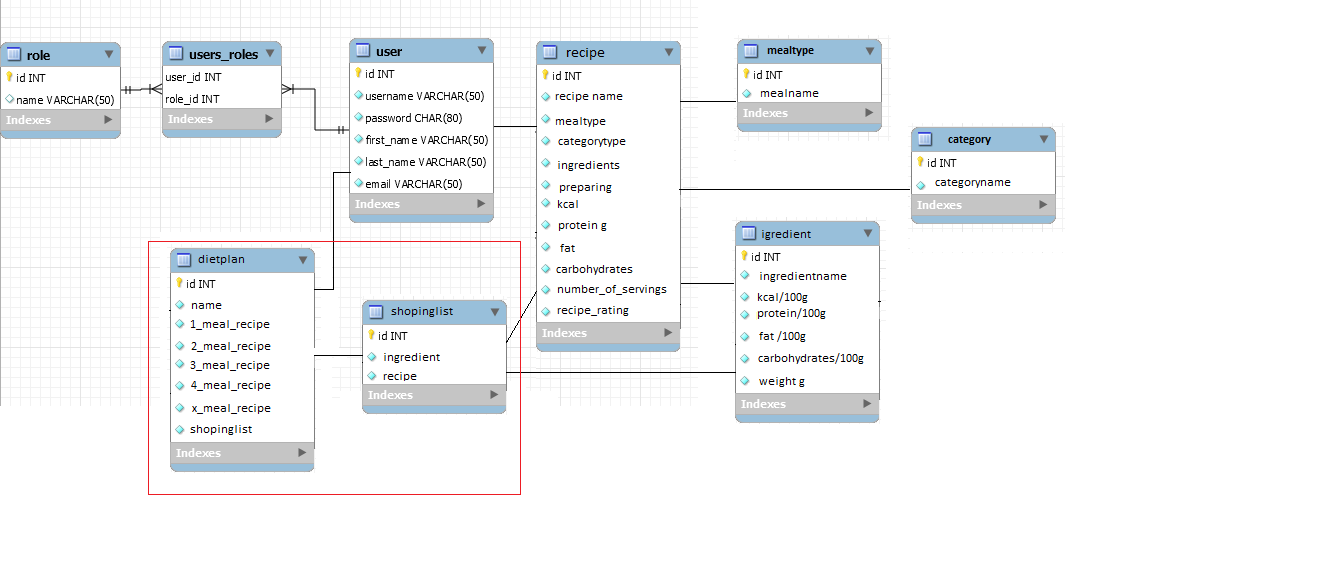 role
id INT
name VARCHAR(50)
Indexes
users_roles
user_id INT
role_id INT
Indexes
user
id INT
username VARCHAR(50)
password CHAR(80)
first_name VARCHAR(50)
last_name VARCHAR(50)
email VARCHAR(50)
Indexes
recipe
id INT
recipe name
mealtype
categorytype
ingredients
preparing
kcal
protein g
fat
carbohydrates
number_of_servings
recipe_rating
Indexes
mealtype
id INT
mealname
Indexes
category
id INT
categoryname
Indexes
igredient
id INT
ingredientname
kcal/100g
protein/100g
fat /100g
carbohydrates/100g
weight g
Indexes
dietplan
id INT
name
1_meal_recipe
2_meal_recipe
3_meal_recipe
4_meal_recipe
x_meal_recipe
shopinglist
Indexes
shopinglist
id INT
ingredient
recipe
Indexes